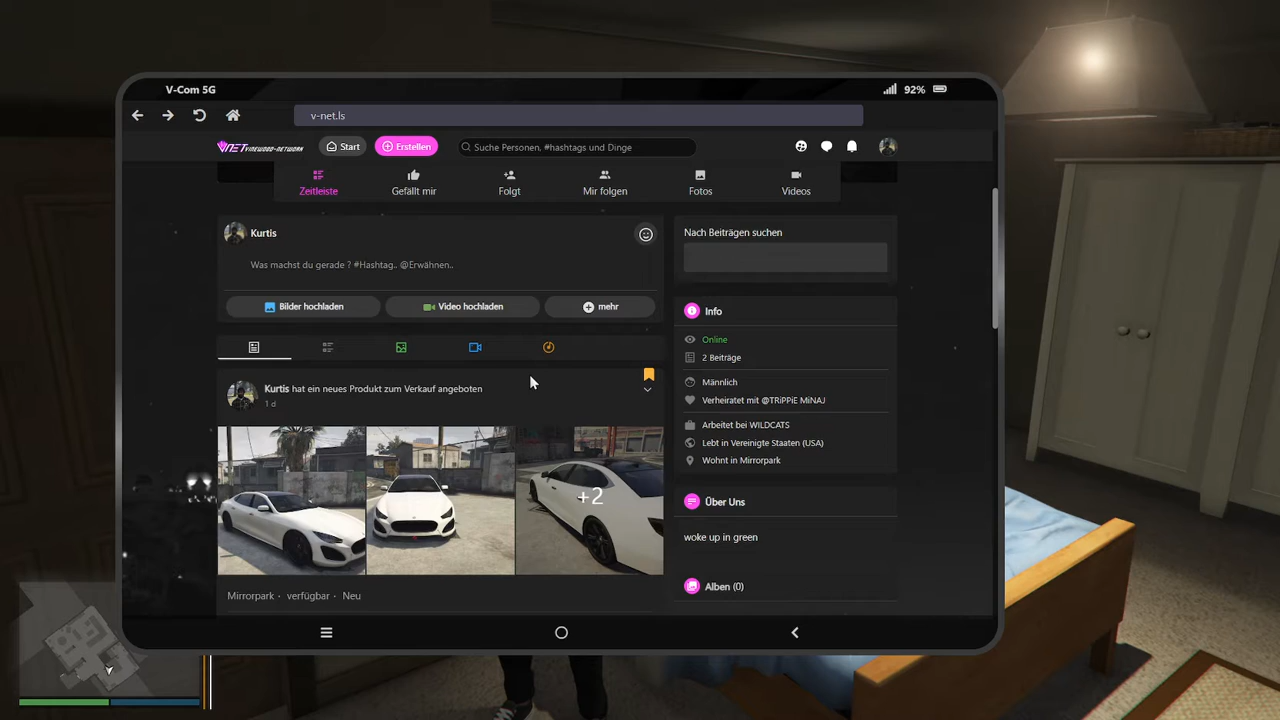 V-Com 5G
92%
v-net.ls
VNET VINEWOOD-NETWORK
Start
Erstellen
Suche Personen, #hashtags und Dinge
Zeitleiste
Gefällt mir
Folgt
Mir folgen
Fotos
Videos
Kurtis
Was machst du gerade ? #Hashtag.. @Erwähnen..
Bilder hochladen
Video hochladen
mehr
Kurtis hat ein neues Produkt zum Verkauf angeboten
1 d
+2
Mirrorpark · verfügbar · Neu
Nach Beiträgen suchen
Info
Online
2 Beiträge
Männlich
Verheiratet mit @TRiPPiE MiNAJ
Arbeitet bei WILDCATS
Lebt in Vereinigte Staaten (USA)
Wohnt in Mirrorpark
Über Uns
woke up in green
Alben (0)